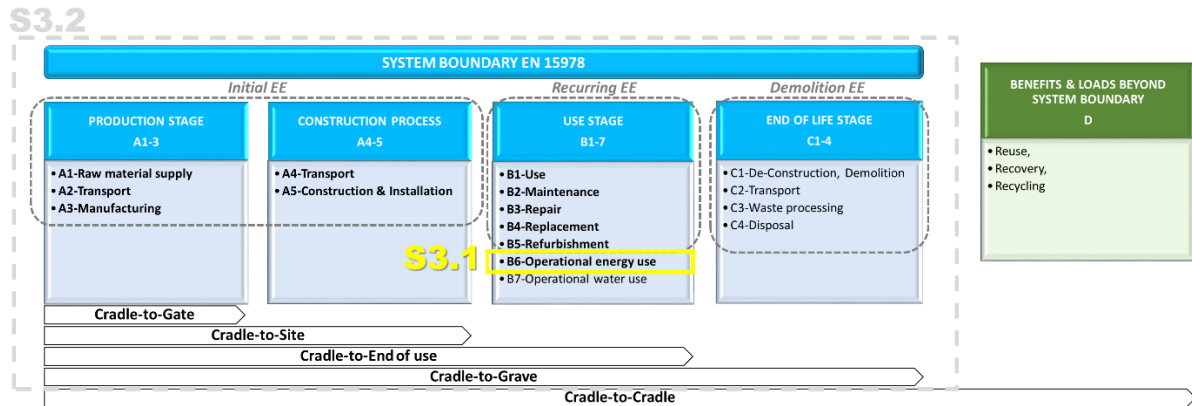 S3.2
SYSTEM BOUNDARY EN 15978
Initial EE
Recurring EE
Demolition EE
PRODUCTION STAGE
A1-3
• A1-Raw material supply
• A2-Transport
• A3-Manufacturing
CONSTRUCTION PROCESS
A4-5
• A4-Transport
• A5-Construction & Installation
USE STAGE
B1-7
• B1-Use
• B2-Maintenance
• B3-Repair
• B4-Replacement
• B5-Refurbishment
S3.1
• B6-Operational energy use
• B7-Operational water use
END OF LIFE STAGE
C1-4
• C1-De-Construction, Demolition
• C2-Transport
• C3-Waste processing
• C4-Disposal
BENEFITS & LOADS BEYOND
SYSTEM BOUNDARY
D
• Reuse,
• Recovery,
• Recycling
Cradle-to-Gate
Cradle-to-Site
Cradle-to-End of use
Cradle-to-Grave
Cradle-to-Cradle